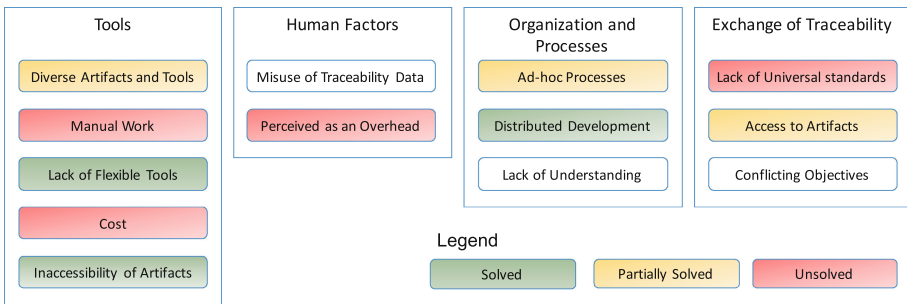 Tools
Diverse Artifacts and Tools
Manual Work
Lack of Flexible Tools
Cost
Inaccessibility of Artifacts
Human Factors
Misuse of Traceability Data
Perceived as an Overhead
Organization and
Processes
Ad-hoc Processes
Distributed Development
Lack of Understanding
Exchange of Traceability
Lack of Universal standards
Access to Artifacts
Conflicting Objectives
Legend
Solved
Partially Solved
Unsolved